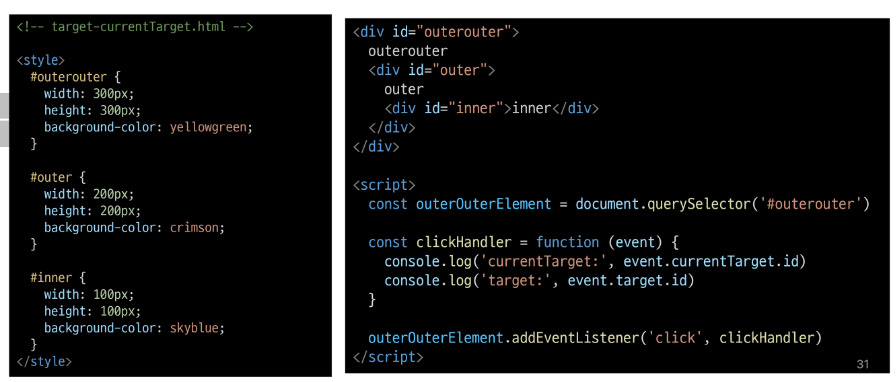 <!-- target-currentTarget.html -->
<style>
#outerouter {
width: 300px;
height: 300px;
background-color: yellowgreen;
}
#outer {
width: 200px;
height: 200px;
background-color: crimson;
}
#inner {
width: 100px;
height: 100px;
background-color: skyblue;
}
</style>
<div id="outerouter">
outerouter
<div id="outer">
outer
<div id="inner">inner</div>
</div>
</div>
<script>
const outerOuterElement = document.querySelector('#outerouter')
const clickHandler = function (event) {
console.log('currentTarget:', event.currentTarget.id)
console.log('target:', event.target.id)
}
outerOuterElement.addEventListener('click', clickHandler)
</script>
31